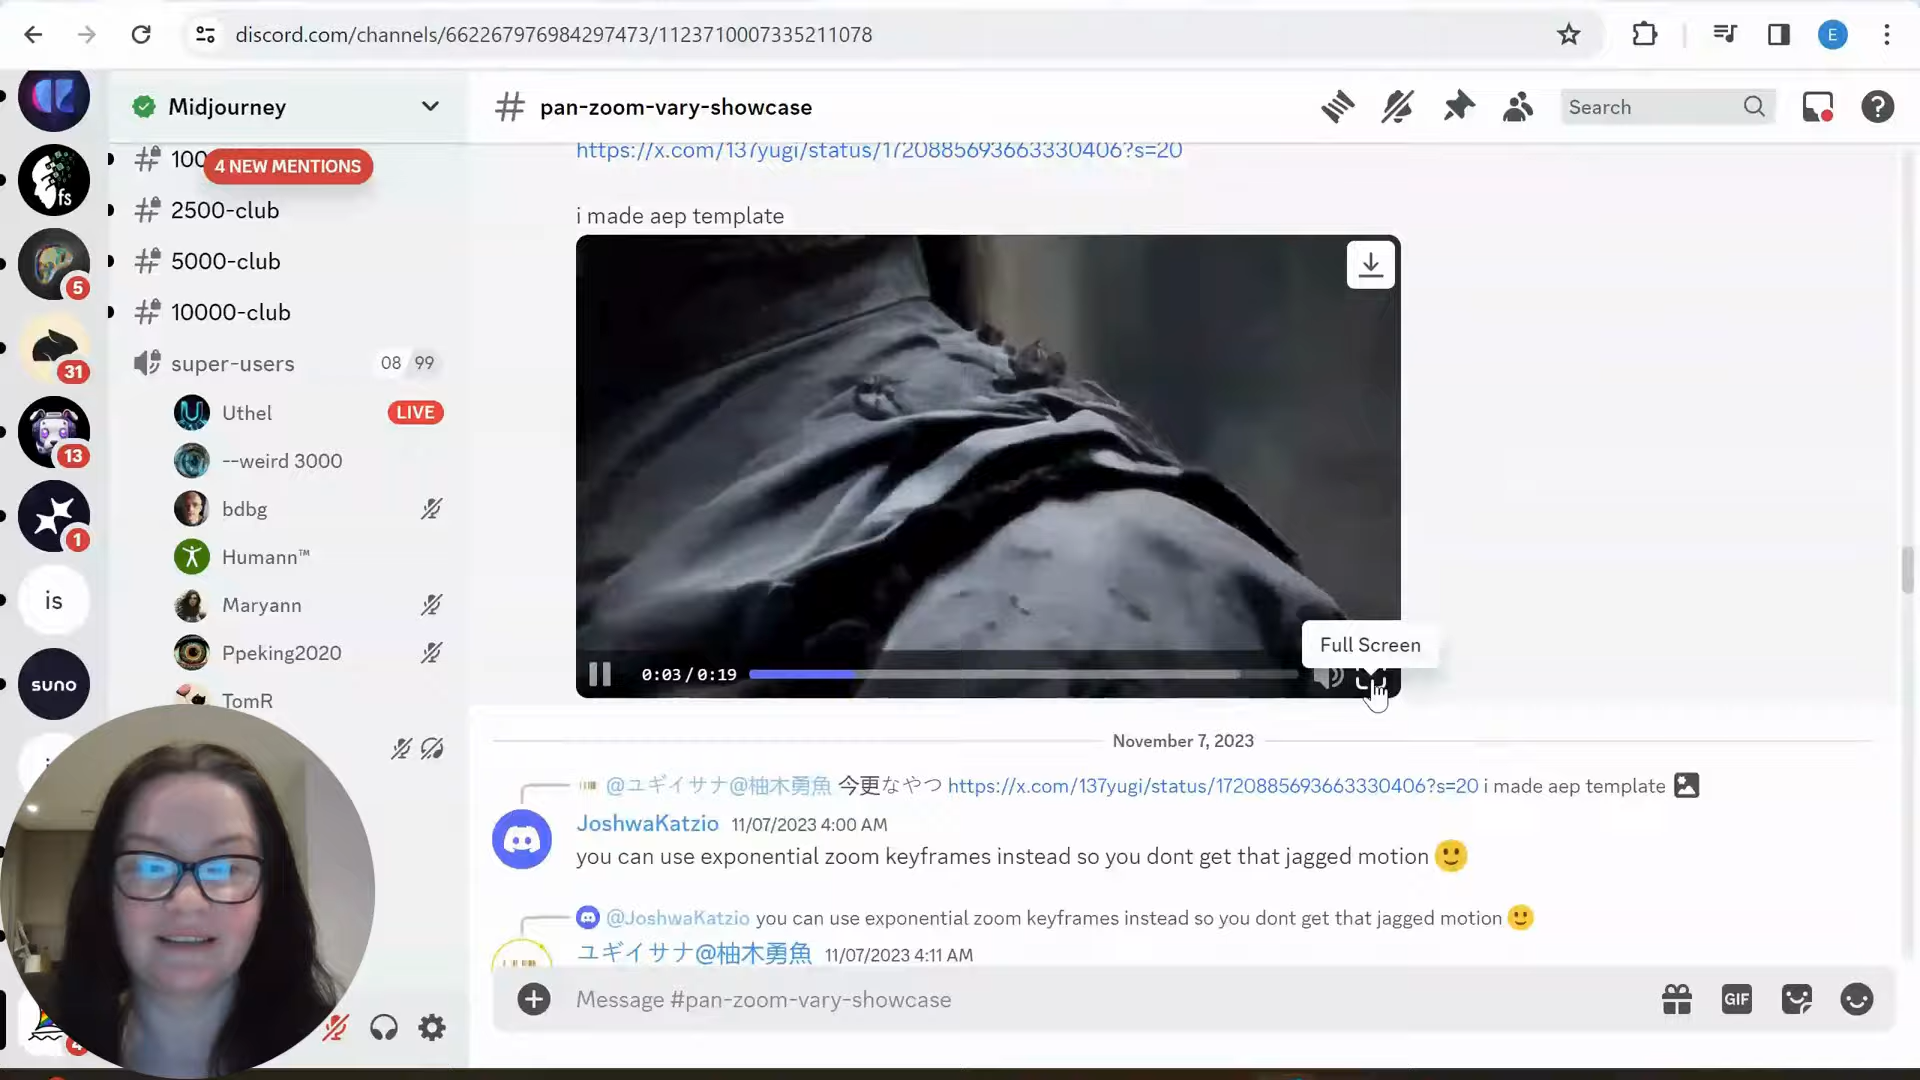 discord.com/channels/662267976984297473/1123710007335211078
E
Midjourney
# pan-zoom-vary-showcase
Search
https://x.com/137yugi/status/1720885693663330406?s=20
4 NEW MENTIONS
i made aep template
2500-club
5000-club
10000-club
super-users
08 99
Uthel
LIVE
--weird 3000
bdbg
Humann™
Maryann
Ppeking2020
TomR
fs
5
31
13
1
is
suno
0:03/0:19
Full Screen
November 7, 2023
@ユギイサナ@柚木勇魚 今更なやつ https://x.com/137yugi/status/1720885693663330406?s=20 i made aep template
JoshwaKatzio 11/07/2023 4:00 AM
you can use exponential zoom keyframes instead so you dont get that jagged motion
@JoshwaKatzio you can use exponential zoom keyframes instead so you dont get that jagged motion
ユギイサナ@柚木勇魚 11/07/2023 4:11 AM
Message #pan-zoom-vary-showcase
GIF